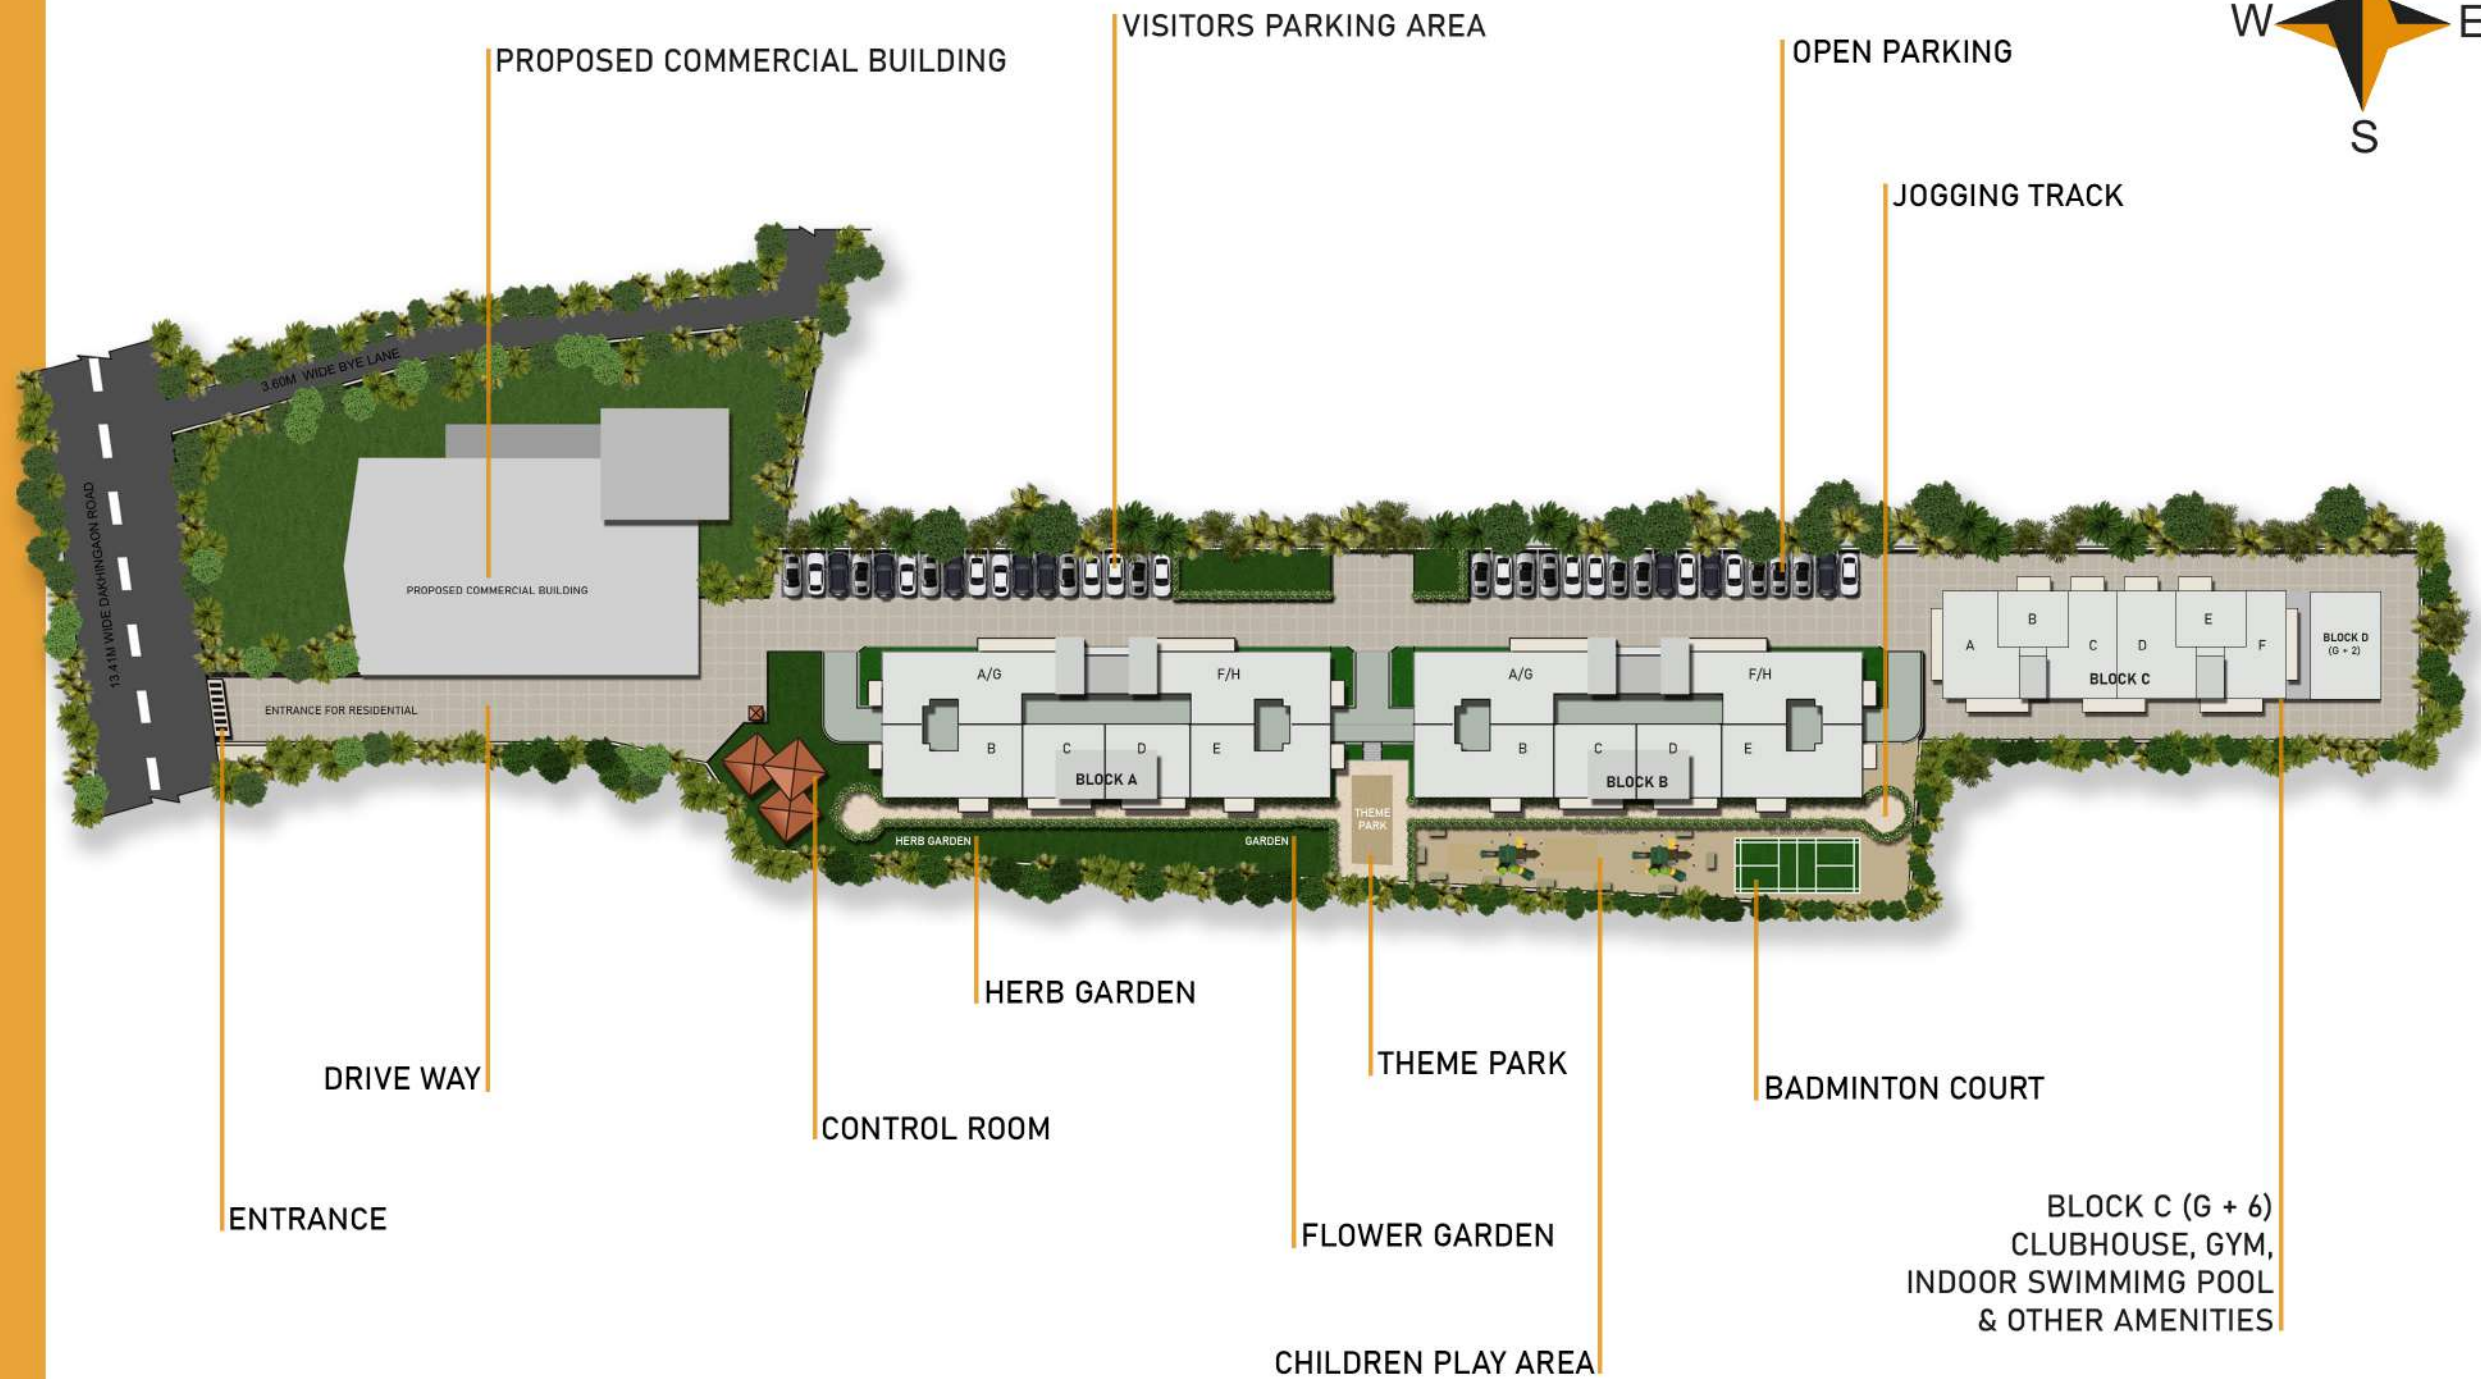 VISITORS PARKING AREA
PROPOSED COMMERCIAL BUILDING
OPEN PARKING
W
E
S
JOGGING TRACK
3.60M WIDE BYE LANE
13.41M WIDE DAKHINGAON ROAD
PROPOSED COMMERCIAL BUILDING
ENTRANCE FOR RESIDENTIAL
A/G
F/H
B
C
D
E
BLOCK A
A/G
F/H
B
C
D
E
BLOCK B
A
B
C
D
E
F
BLOCK C
BLOCK D
(G + 2)
THEME
PARK
HERB GARDEN
GARDEN
HERB GARDEN
DRIVE WAY
THEME PARK
BADMINTON COURT
CONTROL ROOM
ENTRANCE
FLOWER GARDEN
BLOCK C (G + 6)
CLUBHOUSE, GYM,
INDOOR SWIMMIMG POOL
& OTHER AMENITIES
CHILDREN PLAY AREA